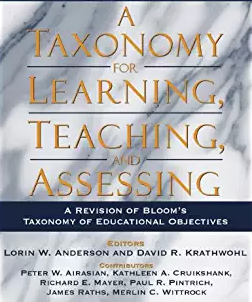 A
TAXONOMY
FOR
LEARNING,
TEACHING,
AND
ASSESSING
A REVISION OF BLOOM'S
TAXONOMY OF EDUCATIONAL OBJECTIVES
EDITORS
LORIN W. ANDERSON AND DAVID R. KRATHWOHL
CONTRIBUTORS
PETER W. AIRASIAN, KATHLEEN A. CRUIKSHANK,
RICHARD E. MAYER, PAUL R. PINTRICH,
JAMES RATHS, MERLIN C. WITTROCK